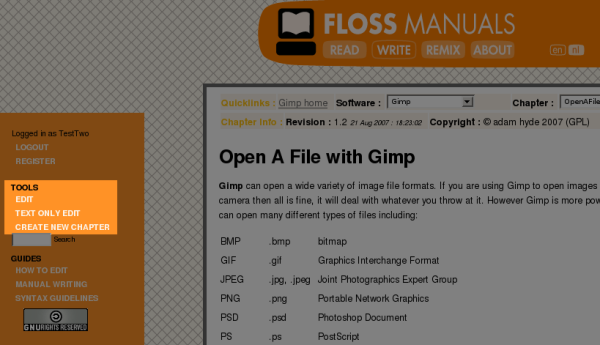 FLOSS MANUALS
READ WRITE REMIX ABOUT
en nl
Quicklinks : Gimp home Software : Gimp Chapter : OpenAFile
Chapter info : Revision : 1.2 21 Aug 2007 : 18:23:02 Copyright : © adam hyde 2007 (GPL)
Logged in as TestTwo
LOGOUT
REGISTER
TOOLS
EDIT
TEXT ONLY EDIT
CREATE NEW CHAPTER
Search
GUIDES
HOW TO EDIT
MANUAL WRITING
SYNTAX GUIDELINES
GNURIGHTS RESERVED
Open A File with Gimp
Gimp can open a wide variety of image file formats. If you are using Gimp to open images
camera then all is fine, it will deal with whatever you throw at it. However Gimp is more pow
can open many different types of files including:
BMP .bmp bitmap
GIF .gif Graphics Interchange Format
JPEG .jpg, .jpeg Joint Photographics Expert Group
PNG .png Portable Network Graphics
PSD .psd Photoshop Document
PS .ps PostScript